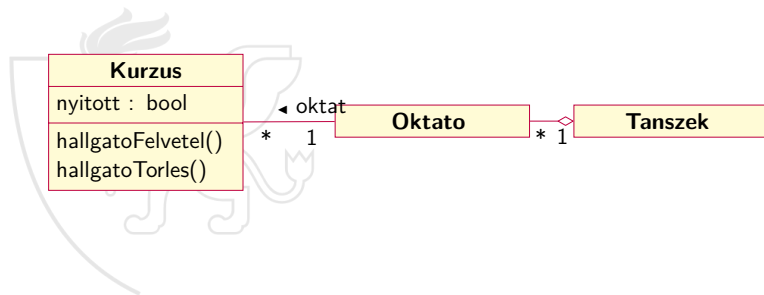 Kurzus
nyitott : bool
hallgatoFelvetel()
hallgatoTorles()
◂ oktat
* 1
Oktato
* 1
Tanszek